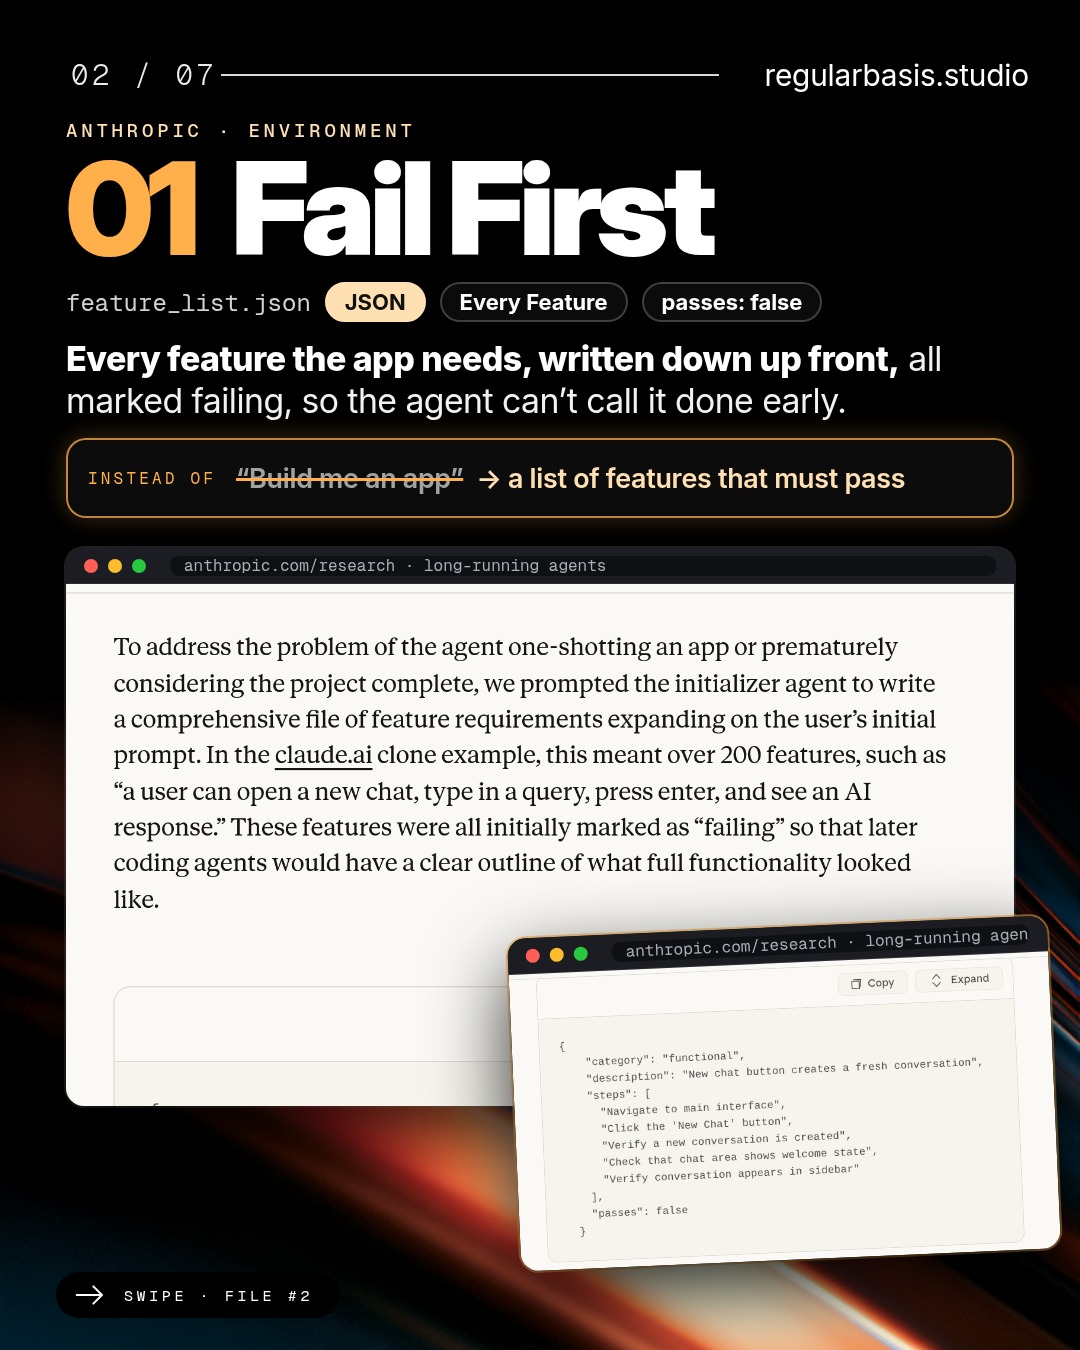 02 / 07
regularbasis.studio
ANTHROPIC · ENVIRONMENT
01 Fail First
feature_list.json JSON Every Feature passes: false
Every feature the app needs, written down up front, all
marked failing, so the agent can’t call it done early.
INSTEAD OF “Build me an app” → a list of features that must pass
anthropic.com/research · long-running agents
To address the problem of the agent one-shotting an app or prematurely
considering the project complete, we prompted the initializer agent to write
a comprehensive file of feature requirements expanding on the user’s initial
prompt. In the claude.ai clone example, this meant over 200 features, such as
“a user can open a new chat, type in a query, press enter, and see an AI
response.” These features were all initially marked as “failing” so that later
coding agents would have a clear outline of what full functionality looked
like.
anthropic.com/research · long-running agen
Copy Expand
{
"category": "functional",
"description": "New chat button creates a fresh conversation",
"steps": [
"Navigate to main interface",
"Click the 'New Chat' button",
"Verify a new conversation is created",
"Check that chat area shows welcome state",
"Verify conversation appears in sidebar"
],
"passes": false
}
→ SWIPE · FILE #2